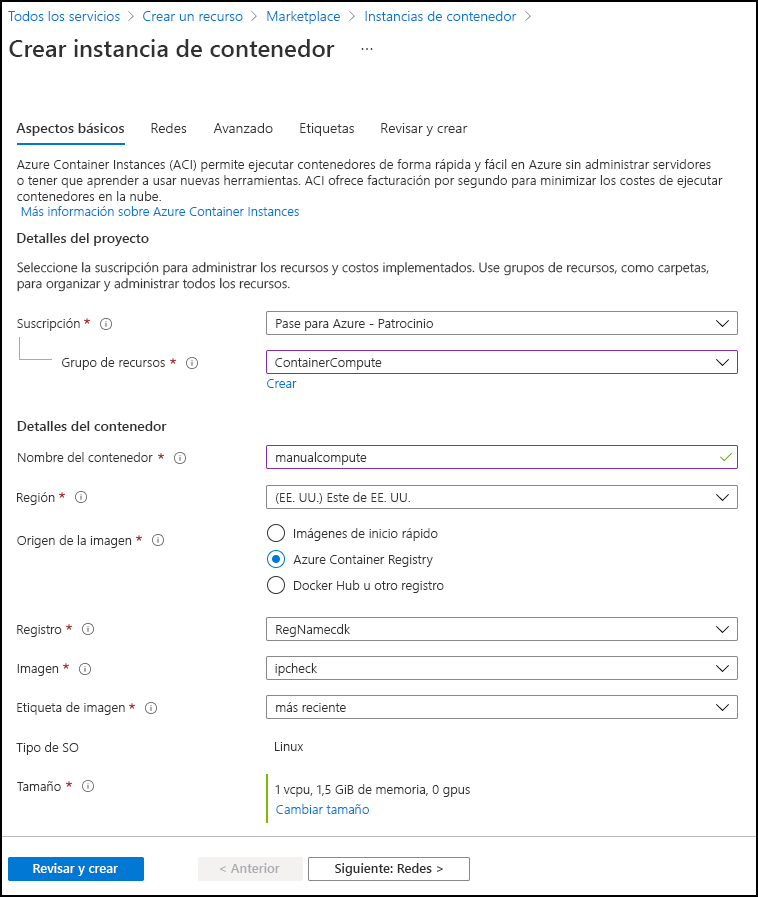 Todos los servicios > Crear un recurso > Marketplace > Instancias de contenedor >
Crear instancia de contenedor ...
Aspectos básicos Redes Avanzado Etiquetas Revisar y crear
Azure Container Instances (ACI) permite ejecutar contenedores de forma rápida y fácil en Azure sin administrar servidores
o tener que aprender a usar nuevas herramientas. ACI ofrece facturación por segundo para minimizar los costes de ejecutar
contenedores en la nube.
Más información sobre Azure Container Instances
Detalles del proyecto
Seleccione la suscripción para administrar los recursos y costos implementados. Use grupos de recursos, como carpetas,
para organizar y administrar todos los recursos.
Suscripción * Pase para Azure - Patrocinio
Grupo de recursos * ContainerCompute
Crear
Detalles del contenedor
Nombre del contenedor * manualcompute
Región * (EE. UU.) Este de EE. UU.
Origen de la imagen * Imágenes de inicio rápido
Azure Container Registry
Docker Hub u otro registro
Registro * RegNamecdk
Imagen * ipcheck
Etiqueta de imagen * más reciente
Tipo de SO Linux
Tamaño * 1 vcpu, 1,5 GiB de memoria, 0 gpus
Cambiar tamaño
Revisar y crear < Anterior Siguiente: Redes >